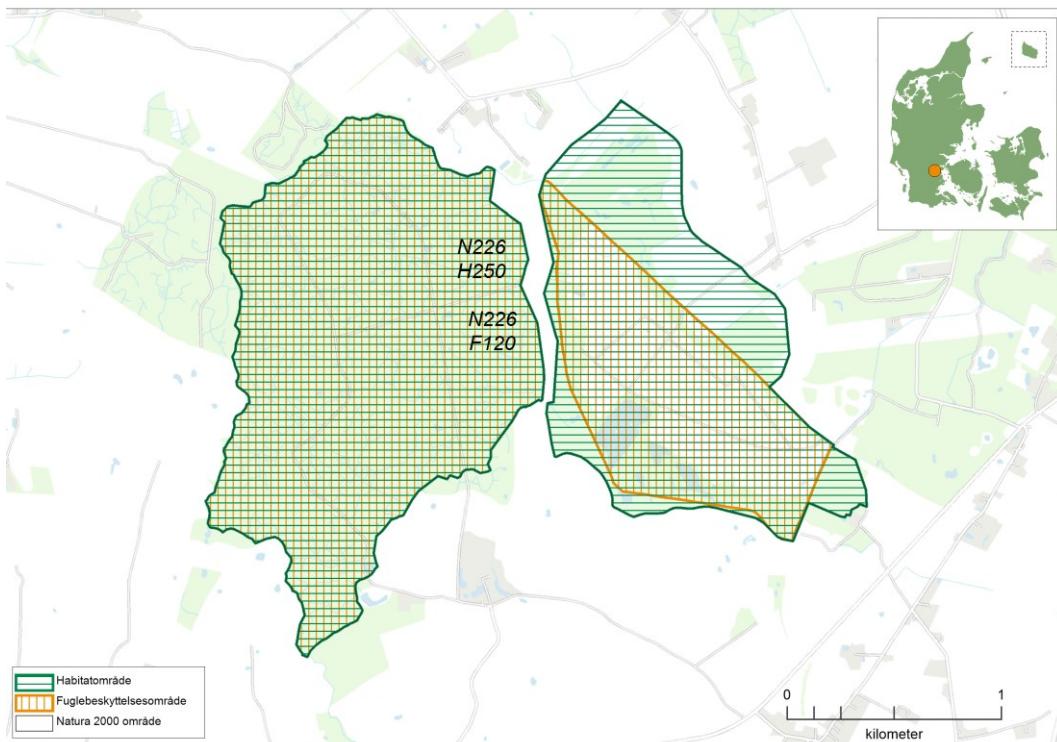 N226
H250
N226
F120
Habitatområde
Fuglebeskyttelsesområde
Natura 2000 område
0 1
kilometer